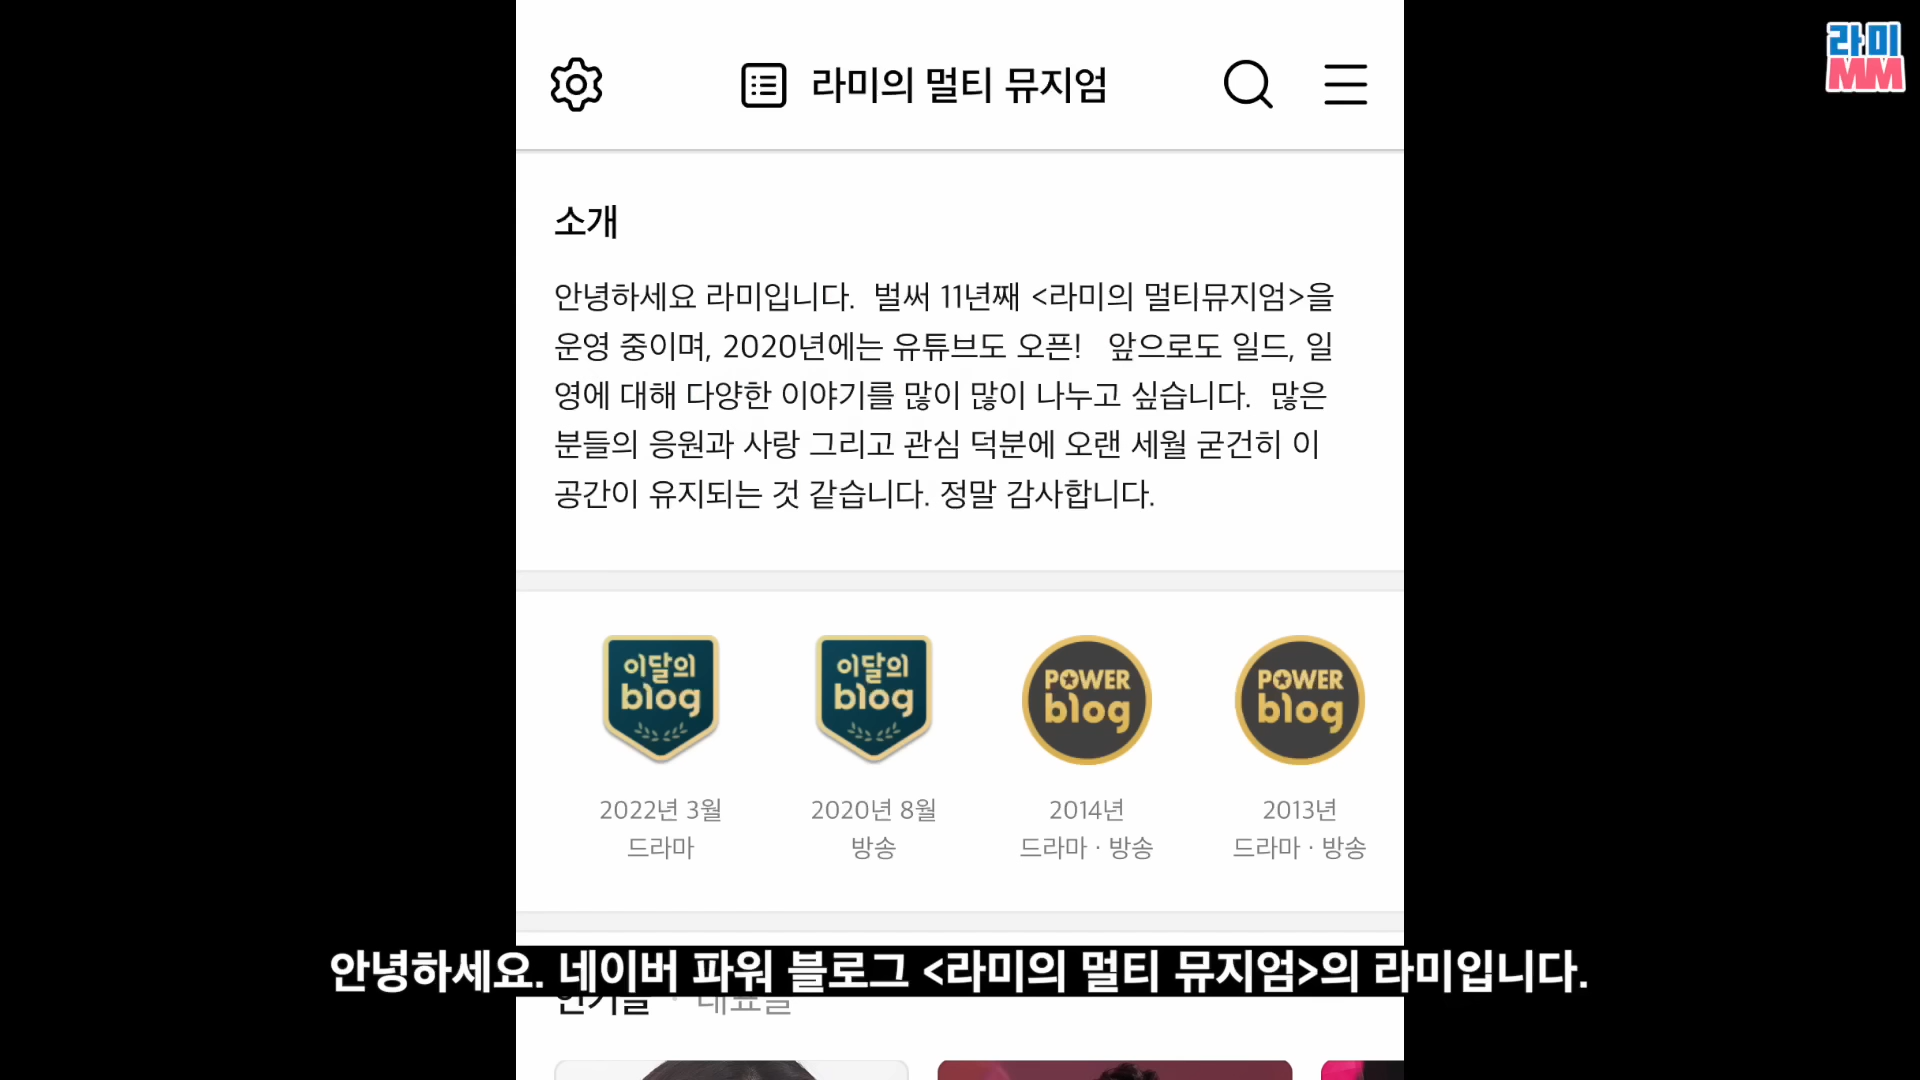 라미의 멀티 뮤지엄
라미
MM
소개
안녕하세요 라미입니다. 벌써 11년째 <라미의 멀티뮤지엄>을
운영 중이며, 2020년에는 유튜브도 오픈! 앞으로도 일드, 일
영에 대해 다양한 이야기를 많이 많이 나누고 싶습니다. 많은
분들의 응원과 사랑 그리고 관심 덕분에 오랜 세월 굳건히 이
공간이 유지되는 것 같습니다. 정말 감사합니다.
이달의
blog
2022년 3월
드라마
이달의
blog
2020년 8월
방송
POWER
blog
2014년
드라마 · 방송
POWER
blog
2013년
드라마 · 방송
안녕하세요. 네이버 파워 블로그 <라미의 멀티 뮤지엄>의 라미입니다.
인기글 · 대표글